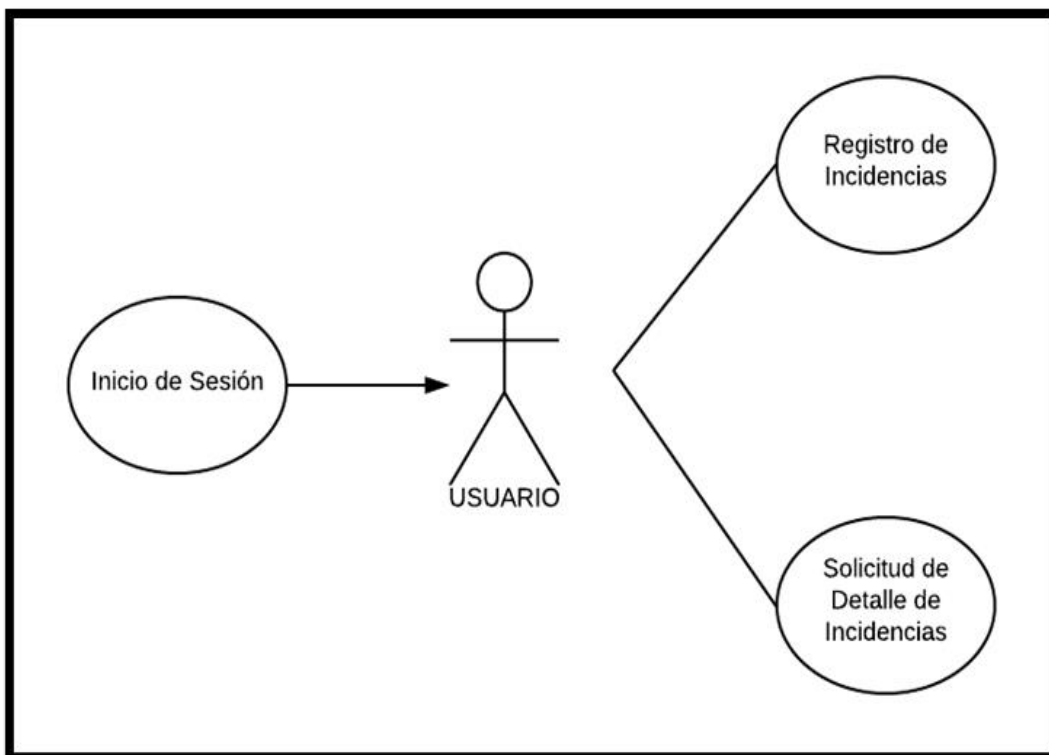 Inicio de Sesión
USUARIO
Registro de
Incidencias
Solicitud de
Detalle de
Incidencias